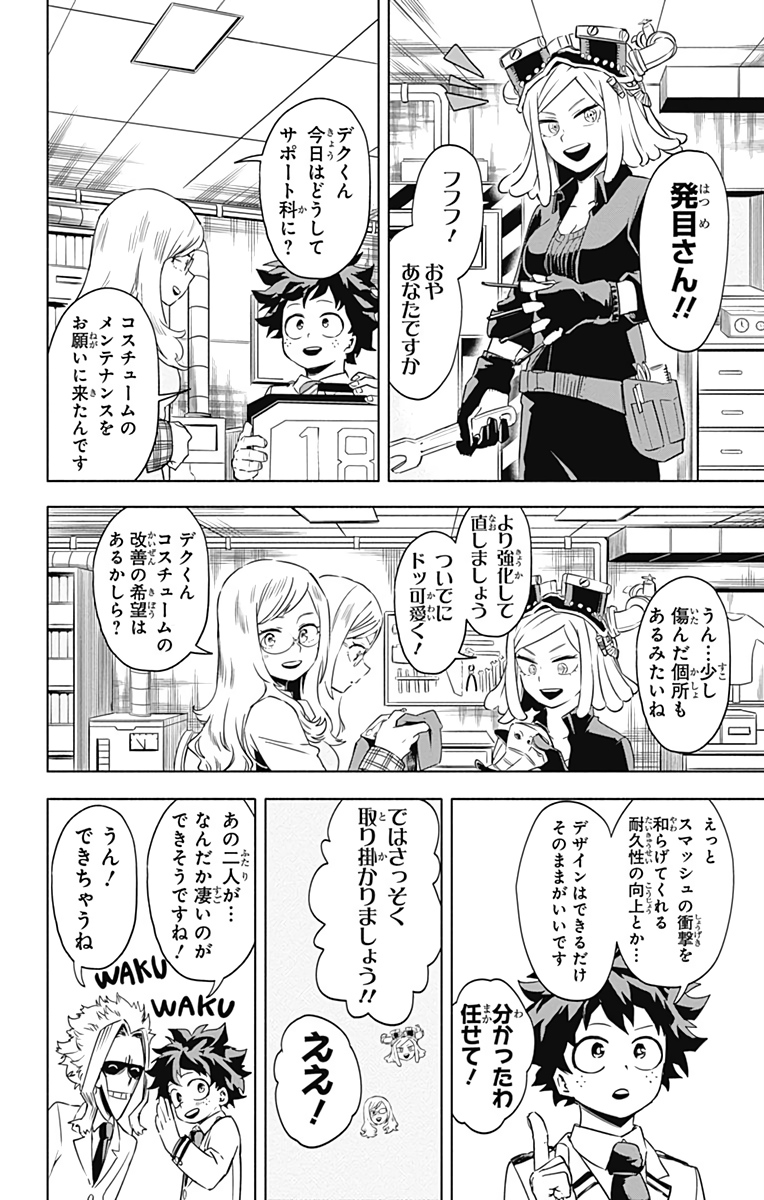 発目さん!!
フフフ!
おや
あなたですか
デクくん
今日はどうして
サポート科に?
コスチュームの
メンテナンスを
お願いに来たんです
18
うん…少し
傷んだ個所も
あるみたいね
より強化して
直しましょう
ついでに
ドッ可愛く!
デクくん
コスチュームの
改善の希望は
あるかしら?
えっと
スマッシュの衝撃を
和らげてくれる
耐久性の向上とか…
デザインはできるだけ
そのままがいいです
分かったわ
任せて!
ではさっそく
取り掛かりましょう!!
ええ!
あの二人が…
なんだか凄いのが
できそうですね!
うん!
できちゃうね
WAKU
WAKU